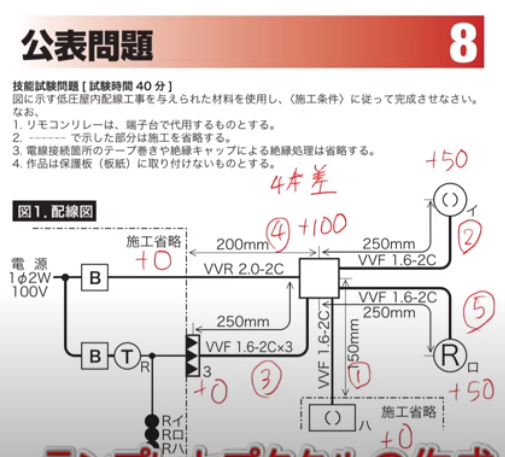 公表問題 8
技能試験問題 [ 試験時間 40 分 ]
図に示す低圧屋内配線工事を与えられた材料を使用し、〈施工条件〉に従って完成させなさい。
なお、
1. リモコンリレーは、端子台で代用するものとする。
2. ------ で示した部分は施工を省略する。
3. 電線接続箇所のテープ巻きや絶縁キャップによる絶縁処理は省略する。
4. 作品は保護板（板紙）に取り付けないものとする。
+50
4本差
図1. 配線図
( ) イ
施工省略
④ +100
200mm
250mm
②
+0
電源
1φ2W
100V
B
VVR 2.0-2C
VVF 1.6-2C
VVF 1.6-2C
250mm
⑤
250mm
VVF 1.6-2C
150mm
B
T
R
VVF 1.6-2C×3
R ロ
3
③
①
+0
+50
Rイ
Rロ
Rハ
( ) ハ
施工省略
+0